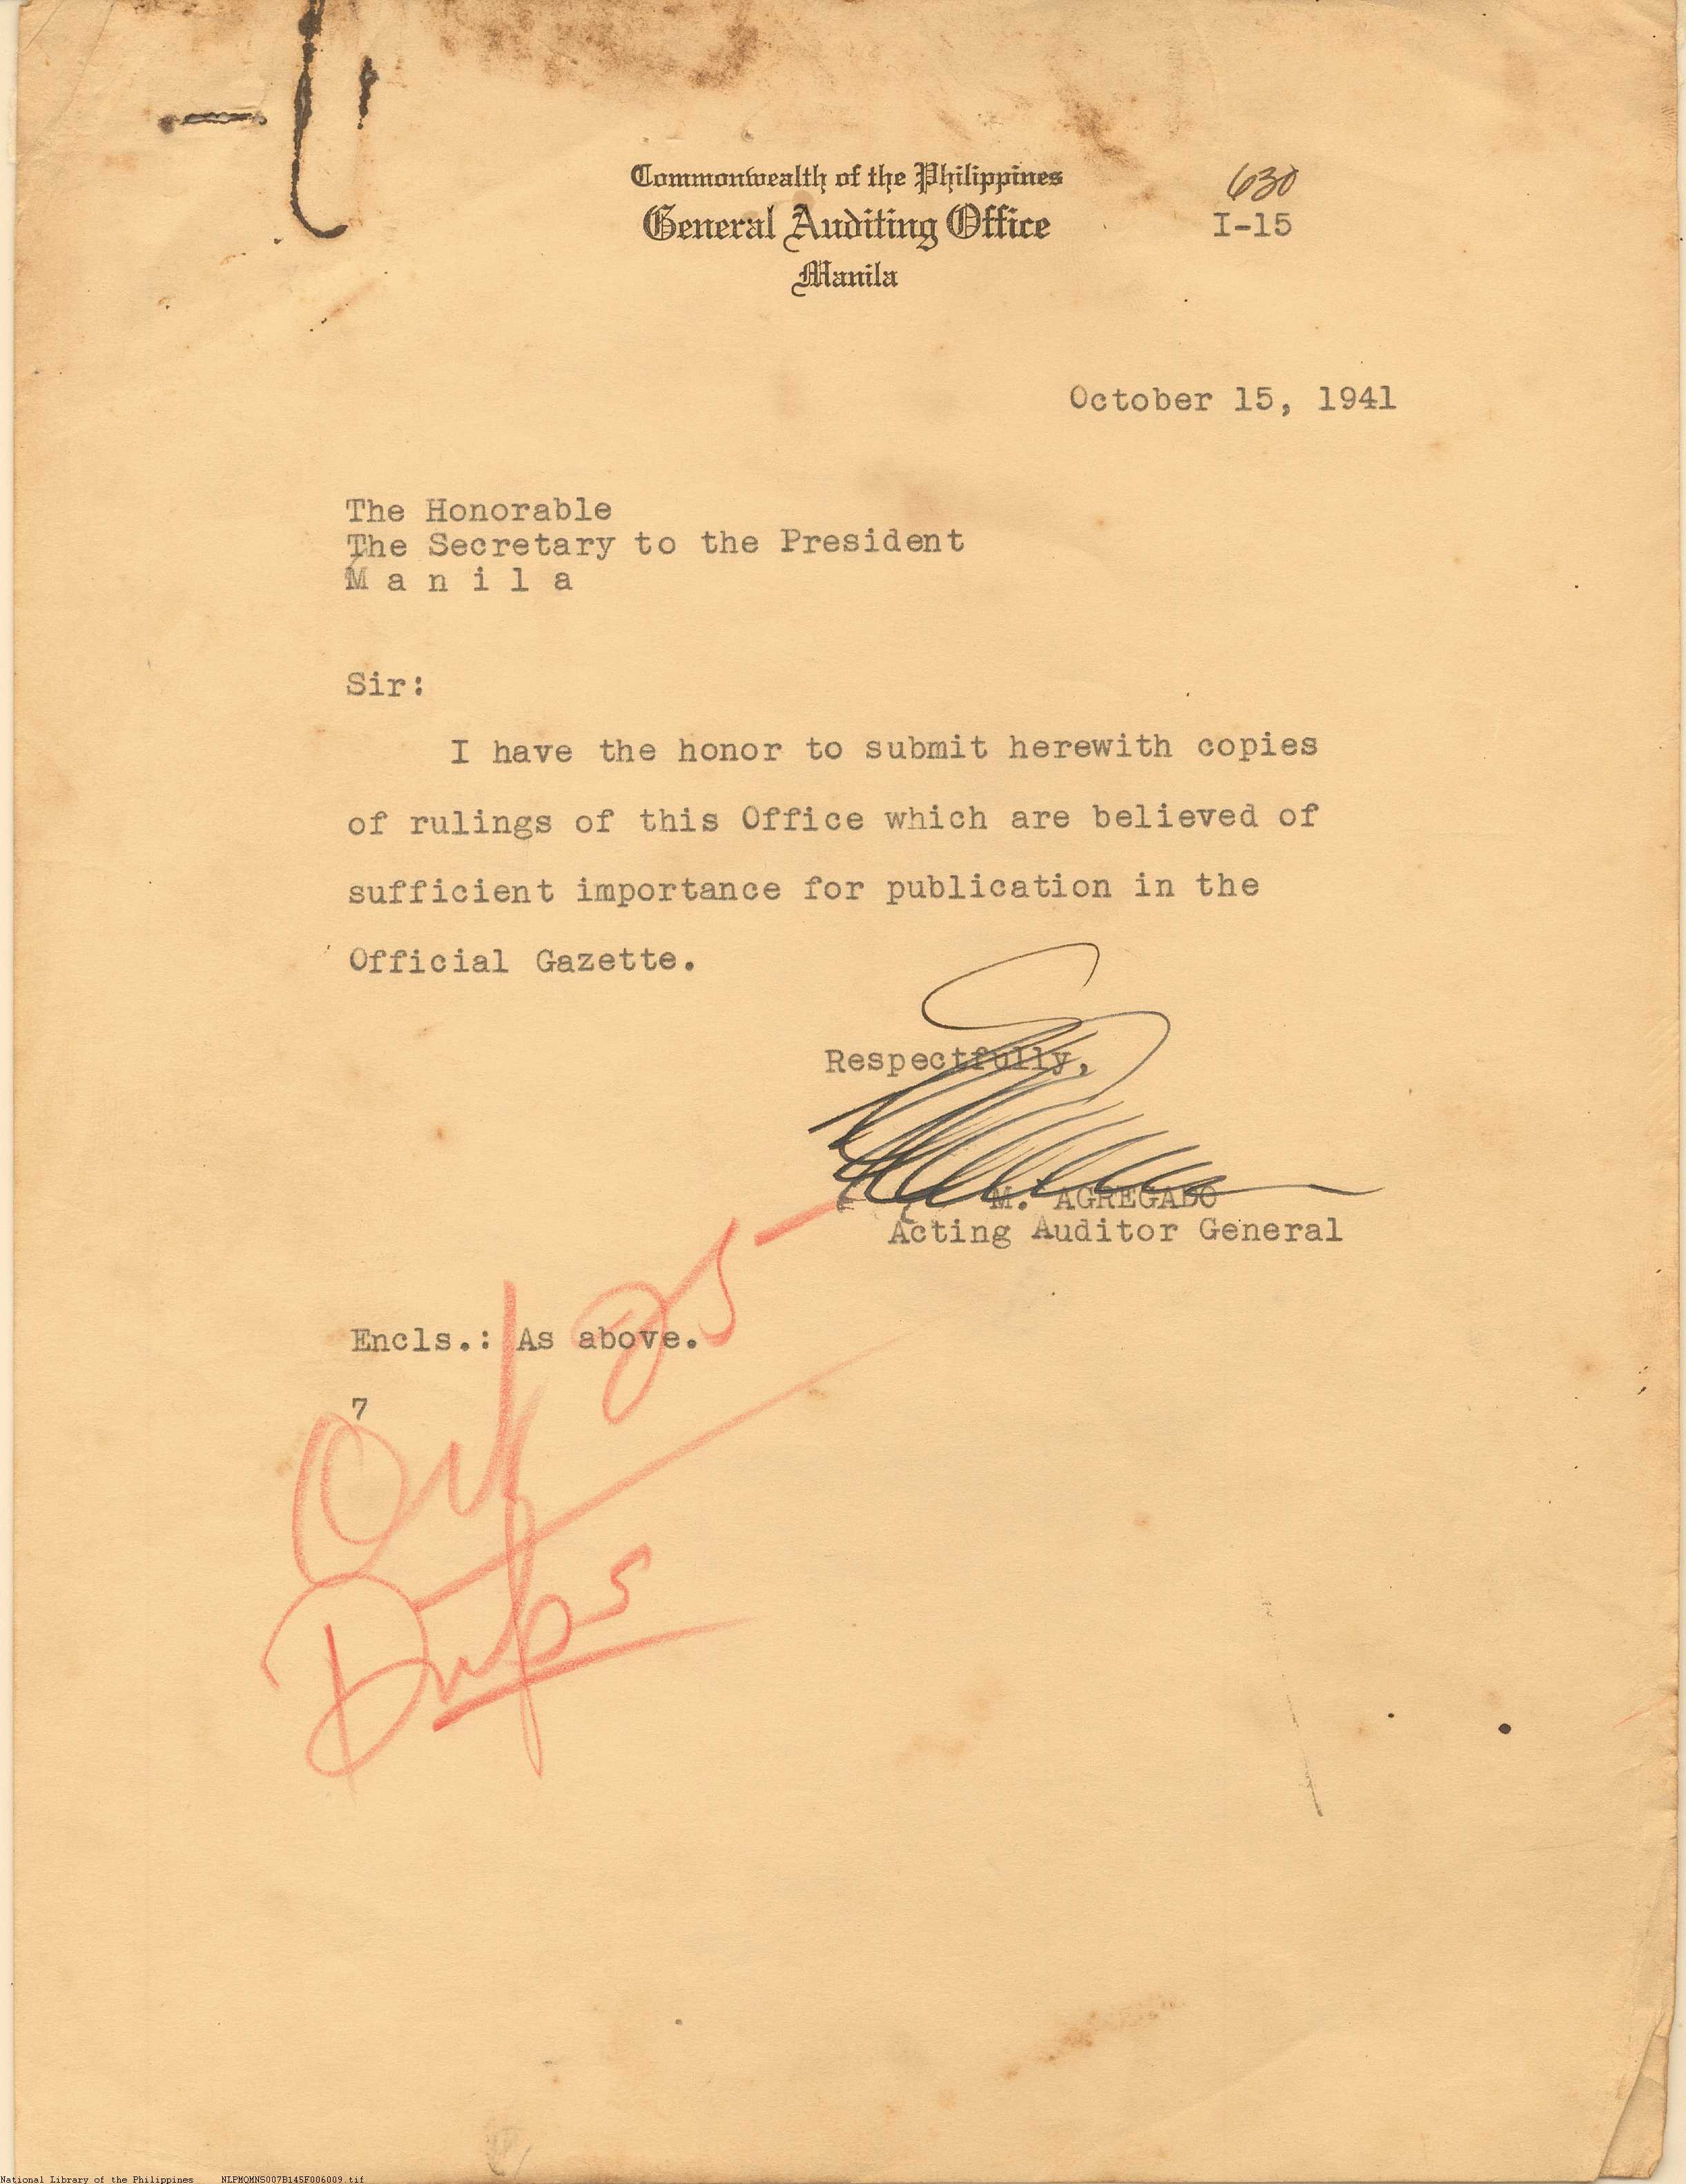 Commonwealth of the Philippines
General Auditing Office
Manila
630
I-15
October 15, 1941
The Honorable
The Secretary to the President
M a n i l a
Sir:
I have the honor to submit herewith copies
of rulings of this Office which are believed of
sufficient importance for publication in the
Official Gazette.
Respectfully,
M. AGREGADO
Acting Auditor General
Encls.: As above.
7
National Library of the Philippines NLPMQMNS007B145F006009.tif